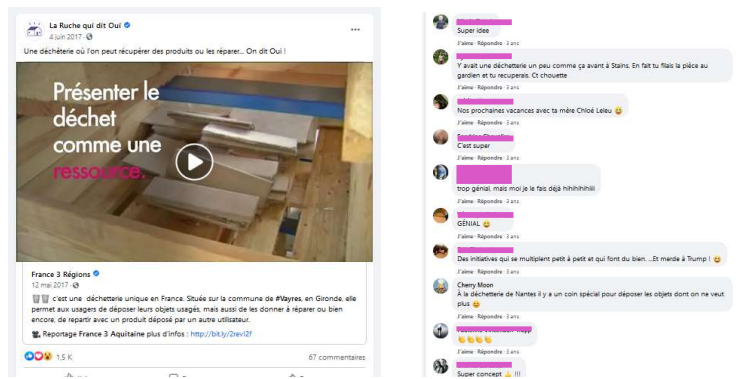 La Ruche qui dit Oui
4 juin 2017 ·
Une déchèterie où l'on peut récupérer des produits ou les réparer... On dit Oui !
Présenter le
déchet
comme une
ressource.
France 3 Régions
12 mai 2017 ·
🗑️🗑️ c'est une déchetterie unique en France. Située sur la commune de #Vayres, en Gironde, elle
permet aux usagers de déposer leurs objets usagés, mais aussi de les donner à réparer ou bien
encore, de repartir avec un produit déposé par un autre utilisateur.
Reportage France 3 Aquitaine plus d'infos : http://bit.ly/2revl2f
1,5 K
67 commentaires
Super idee
J'aime · Répondre · 3 ans
Y avait une déchetterie un peu comme ça avant à Stains. En fait tu filais la pièce au
gardien et tu recuperais. Ct chouette
J'aime · Répondre · 3 ans
Nos prochaines vacances avec ta mère Chloé Leleu 😄
J'aime · Répondre · 3 ans
C'est super
J'aime · Répondre · 3 ans
trop génial, mais moi je le fais déjà hihihihihiii
J'aime · Répondre · 3 ans
GÉNIAL 😀
J'aime · Répondre · 3 ans
Des initiatives qui se multiplent petit à petit et qui font du bien. ..Et merde à Trump ! 😀
J'aime · Répondre · 3 ans
Cherry Moon
À la déchetterie de Nantes il y a un coin spécial pour déposer les objets dont on ne veut
plus 😀
J'aime · Répondre · 3 ans
👏👏👏👏
J'aime · Répondre · 3 ans
Super concept 👍 !!!